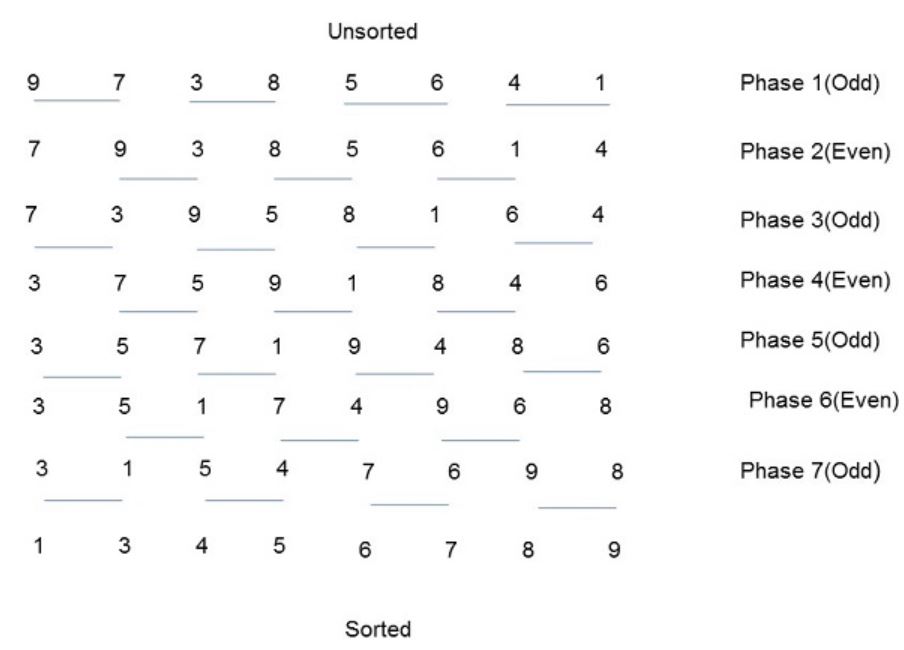 Unsorted
9 7 3 8 5 6 4 1 Phase 1(Odd)
7 9 3 8 5 6 1 4 Phase 2(Even)
7 3 9 5 8 1 6 4 Phase 3(Odd)
3 7 5 9 1 8 4 6 Phase 4(Even)
3 5 7 1 9 4 8 6 Phase 5(Odd)
3 5 1 7 4 9 6 8 Phase 6(Even)
3 1 5 4 7 6 9 8 Phase 7(Odd)
1 3 4 5 6 7 8 9
Sorted